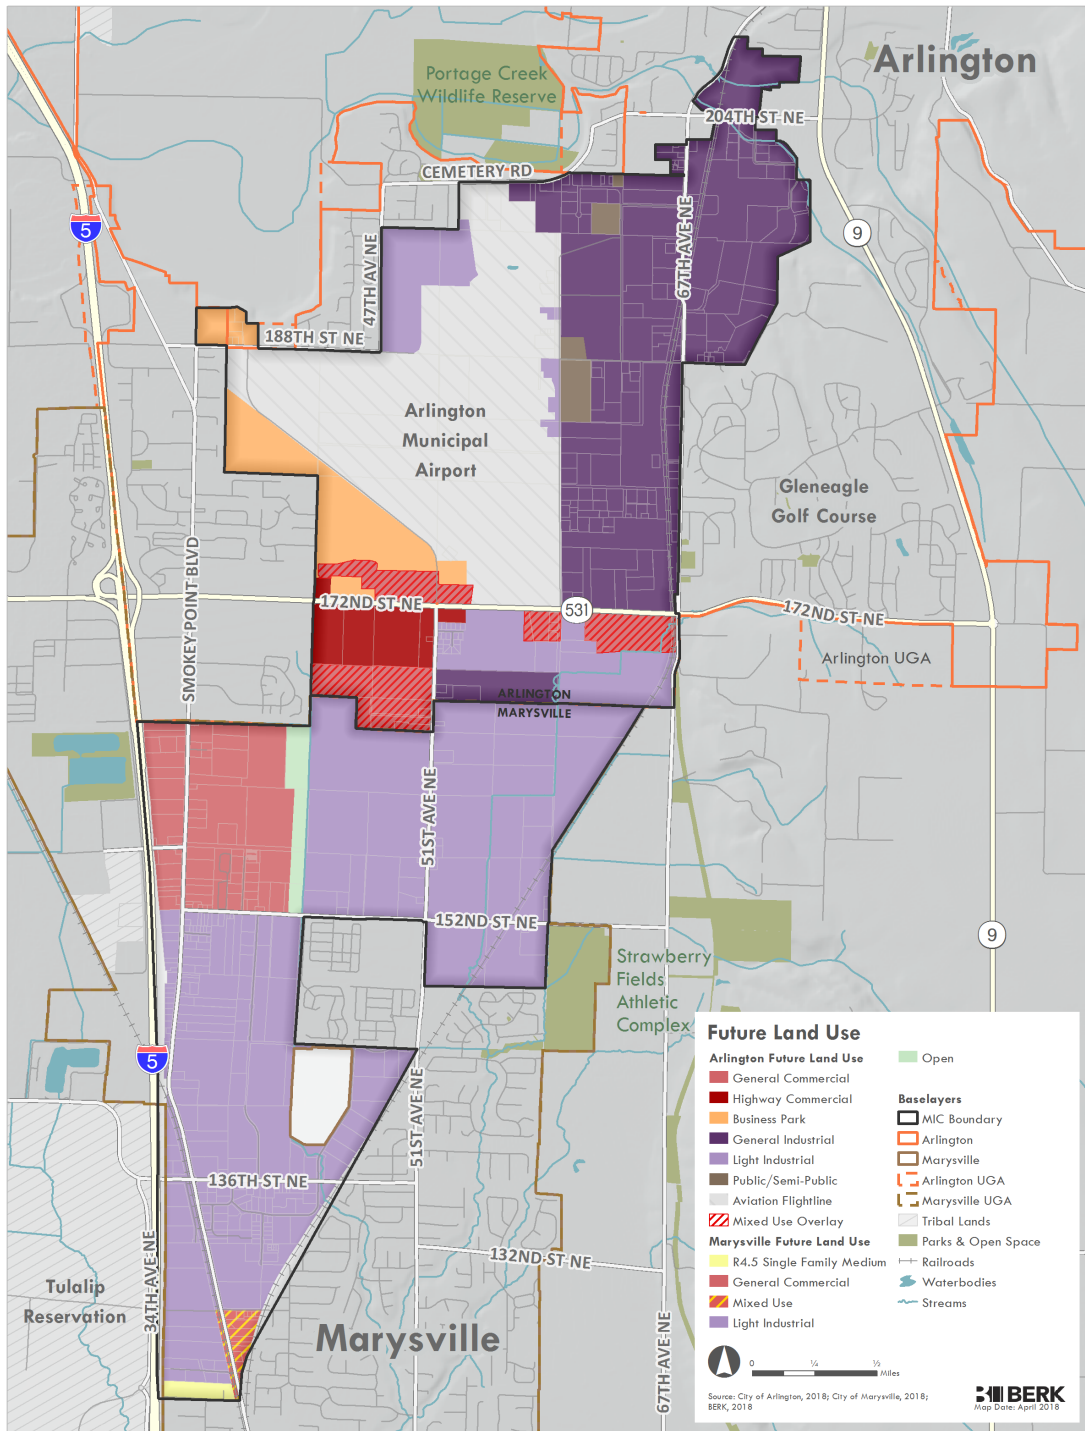 Arlington
Portage Creek
Wildlife Reserve
204TH ST NE
CEMETERY RD
5
9
47TH AV NE
67TH AVE NE
188TH ST NE
Arlington
Municipal
Airport
Gleneagle
Golf Course
SMOKEY POINT BLVD
172ND ST NE
531
172ND ST NE
Arlington UGA
ARLINGTON
MARYSVILLE
51ST AVE NE
152ND ST NE
9
Strawberry
Fields
Athletic
Complex
5
51ST AVE NE
136TH ST NE
132ND ST NE
34TH AVE NE
Tulalip
Reservation
Marysville
67TH AVE NE
Future Land Use
Arlington Future Land Use
General Commercial
Highway Commercial
Business Park
General Industrial
Light Industrial
Public/Semi-Public
Aviation Flightline
Mixed Use Overlay
Marysville Future Land Use
R4.5 Single Family Medium
General Commercial
Mixed Use
Light Industrial
Open
Baselayers
MIC Boundary
Arlington
Marysville
Arlington UGA
Marysville UGA
Tribal Lands
Parks & Open Space
Railroads
Waterbodies
Streams
0 ¼ ½
Miles
Source: City of Arlington, 2018; City of Marysville, 2018;
BERK, 2018
BERK
Map Date: April 2018